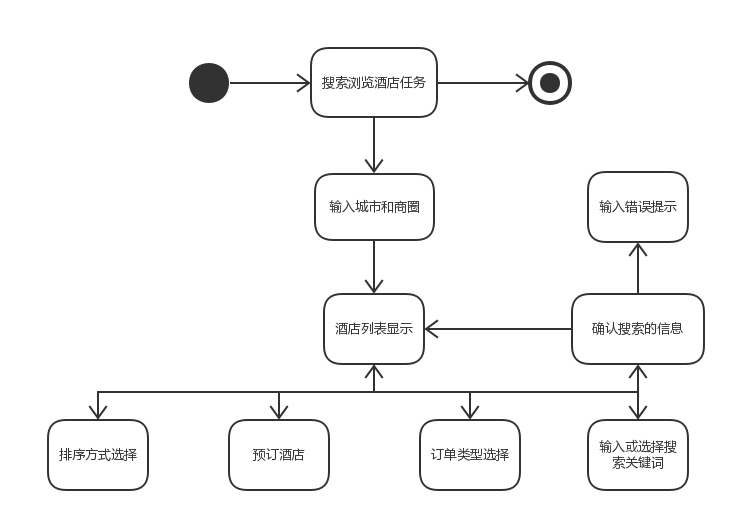 搜索浏览酒店任务
输入城市和商圈
输入错误提示
酒店列表显示
确认搜索的信息
排序方式选择
预订酒店
订单类型选择
输入或选择搜
索关键词